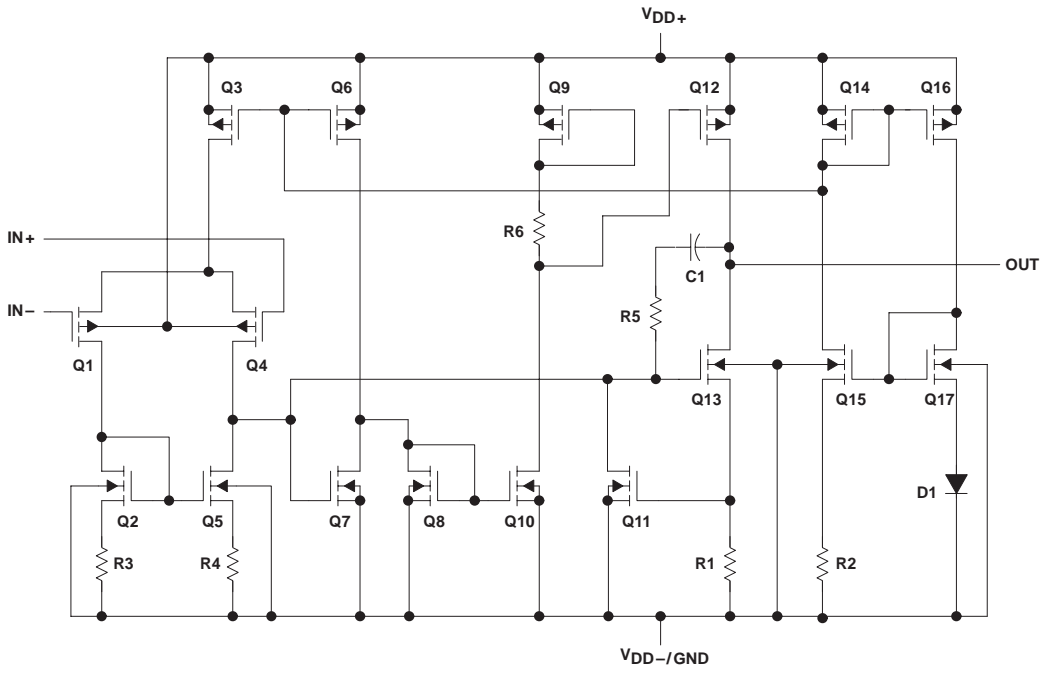 VDD+
Q3
Q6
Q9
Q12
Q14
Q16
IN+
R6
C1
OUT
IN−
R5
Q1
Q4
Q13
Q15
Q17
Q2
Q5
Q7
Q8
Q10
Q11
D1
R3
R4
R1
R2
VDD−/GND